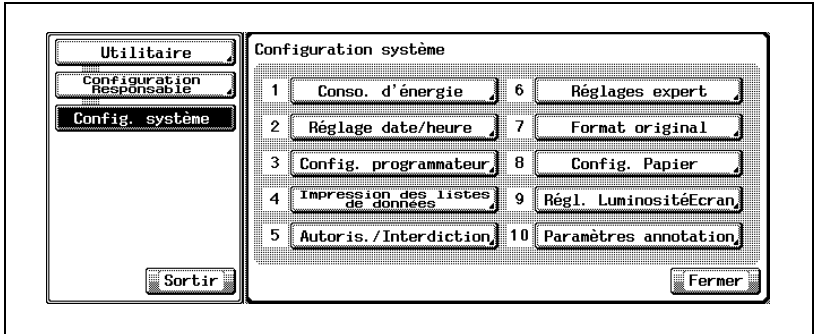 Utilitaire
Configuration
Responsable
Config. système
Sortir
Configuration système
1 Conso. d'énergie
2 Réglage date/heure
3 Config. programmateur
4 Impression des listes
de données
5 Autoris./Interdiction
6 Réglages expert
7 Format original
8 Config. Papier
9 Régl. LuminositéEcran
10 Paramètres annotation
Fermer